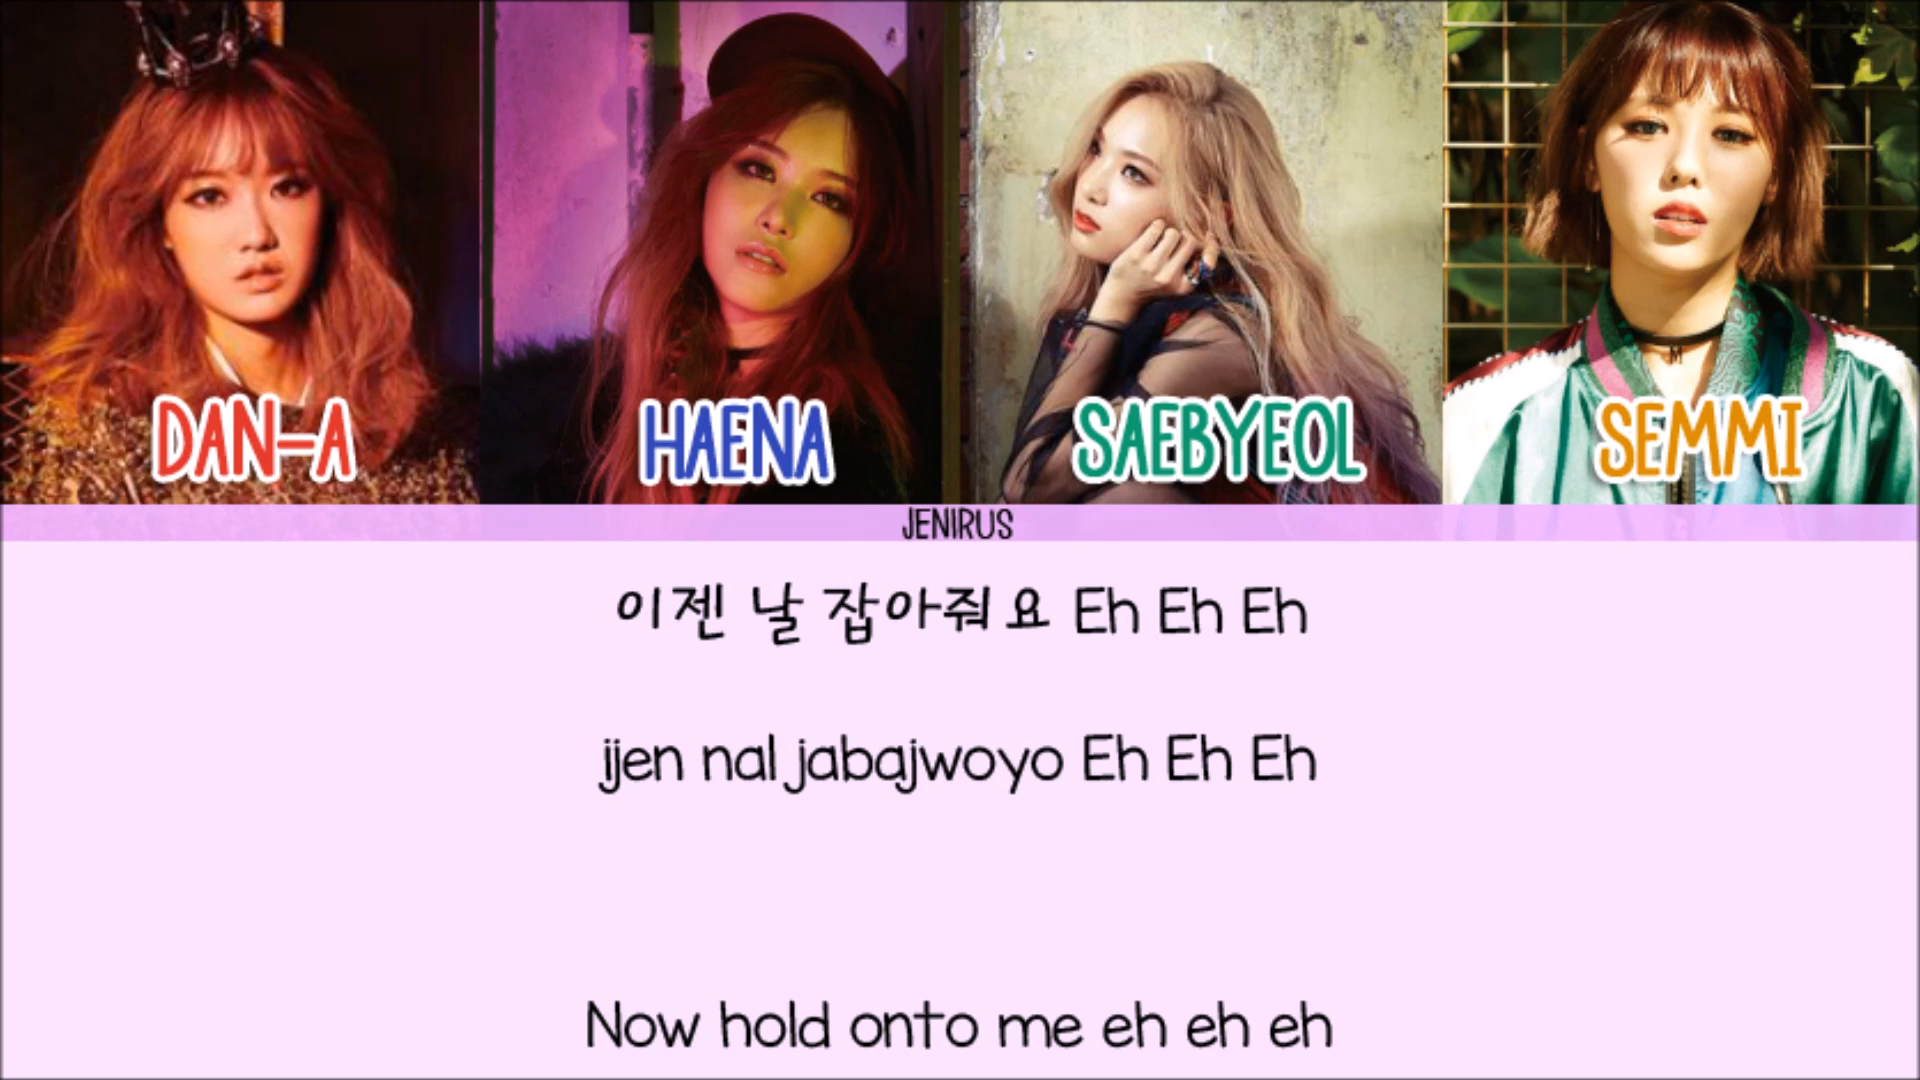 DAN-A HAENA SAEBYEOL SEMMI
JENIRUS
이젠 날 잡아줘요 Eh Eh Eh
ijen nal jabajwoyo Eh Eh Eh
Now hold onto me eh eh eh